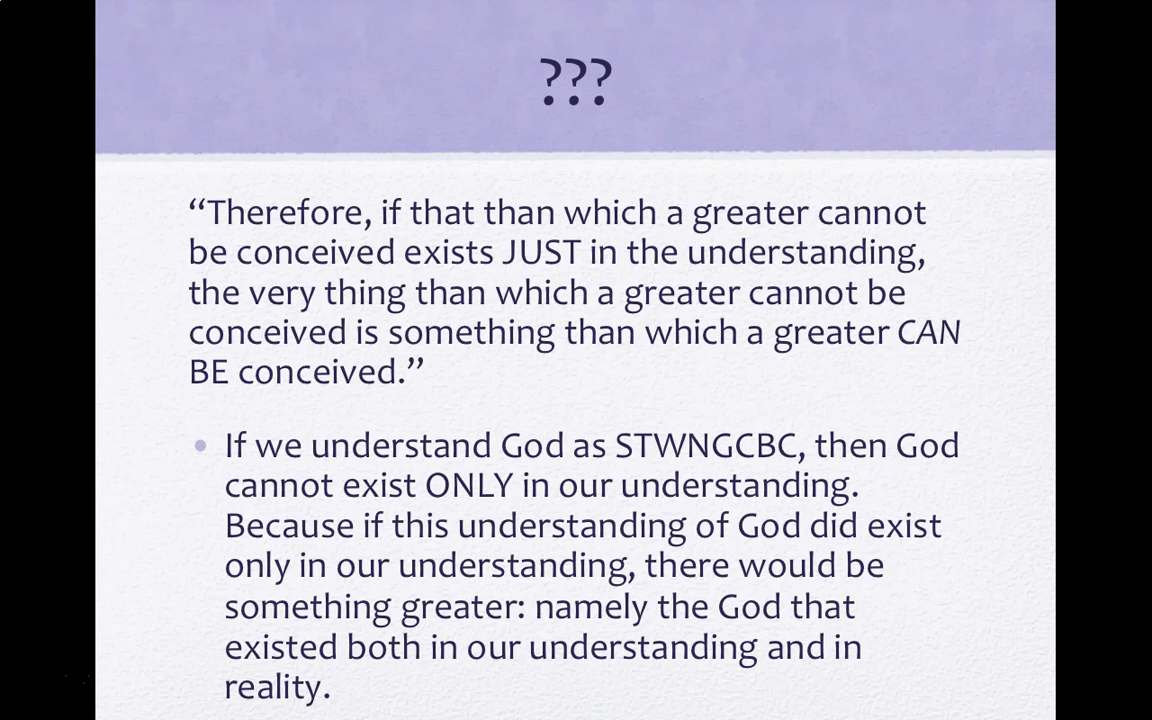 ???
“Therefore, if that than which a greater cannot
be conceived exists JUST in the understanding,
the very thing than which a greater cannot be
conceived is something than which a greater CAN
BE conceived.”
• If we understand God as STWNGCBC, then God
cannot exist ONLY in our understanding.
Because if this understanding of God did exist
only in our understanding, there would be
something greater: namely the God that
existed both in our understanding and in
reality.